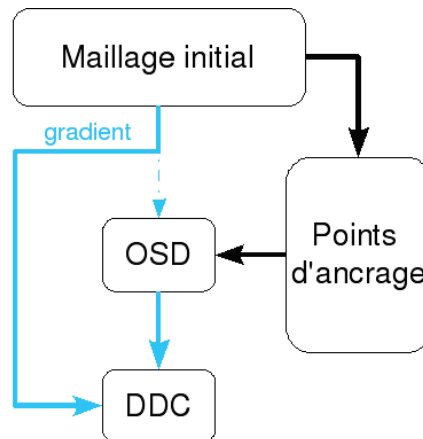 Maillage initial
gradient
Points
d'ancrage
OSD
DDC